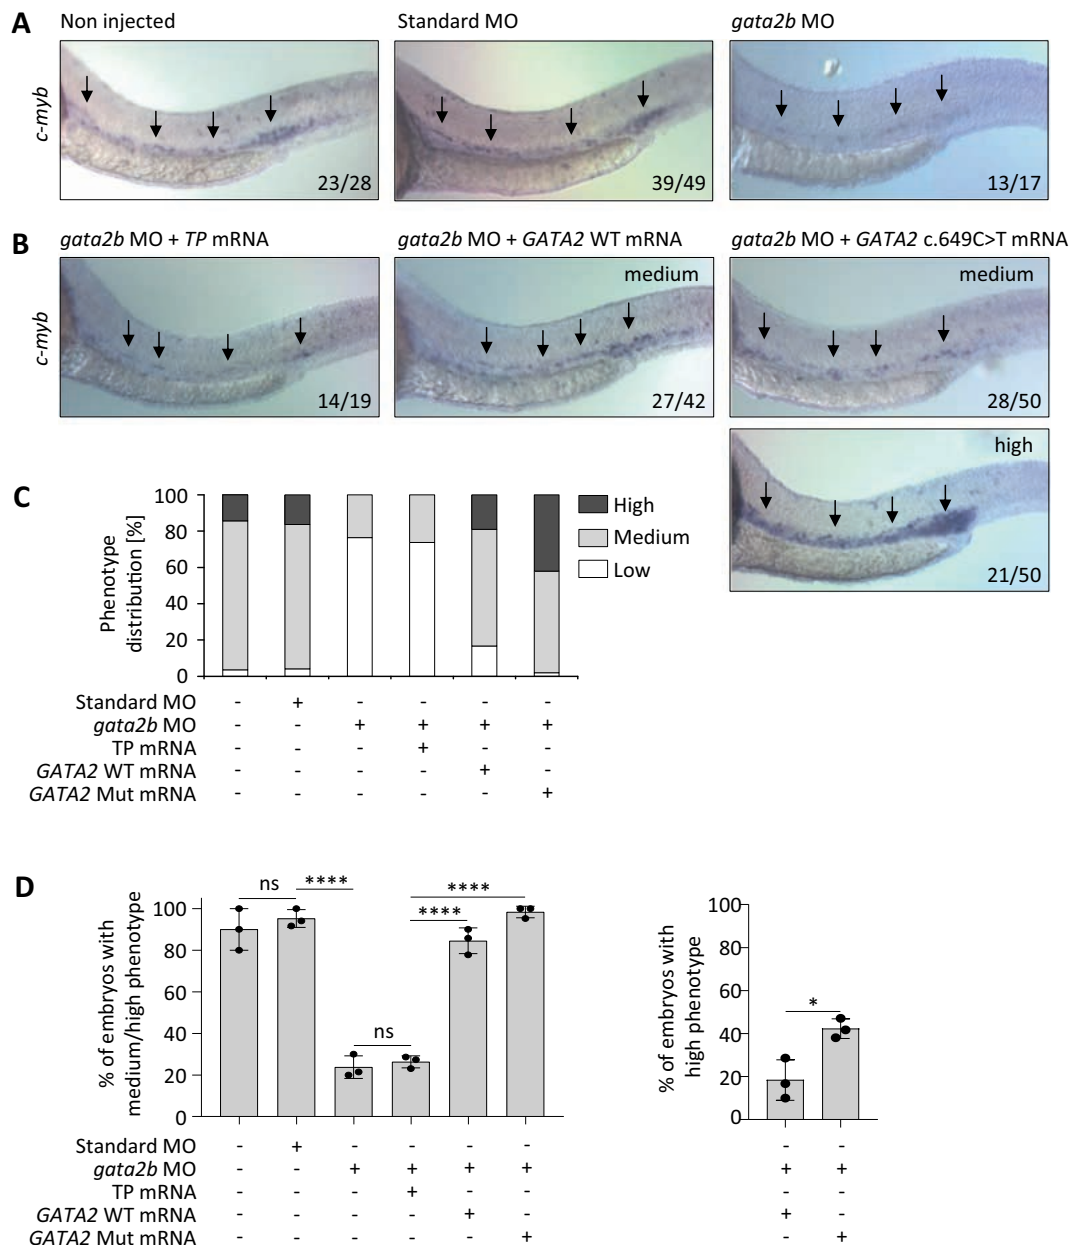 A
Non injected
Standard MO
gata2b MO
c-myb
23/28
39/49
13/17
B
gata2b MO + TP mRNA
gata2b MO + GATA2 WT mRNA
gata2b MO + GATA2 c.649C>T mRNA
c-myb
medium
medium
14/19
27/42
28/50
high
21/50
C
Phenotype
distribution [%]
100
80
60
40
20
0
High
Medium
Low
Standard MO - + - - - -
gata2b MO - - + + + +
TP mRNA - - - + - -
GATA2 WT mRNA - - - - + -
GATA2 Mut mRNA - - - - - +
D
% of embryos with
medium/high phenotype
100
80
60
40
20
0
ns
****
ns
****
****
% of embryos with
high phenotype
100
80
60
40
20
0
*
Standard MO - + - - - - - -
gata2b MO - - + + + + + +
TP mRNA - - - + - - - -
GATA2 WT mRNA - - - - + - + -
GATA2 Mut mRNA - - - - - + - +